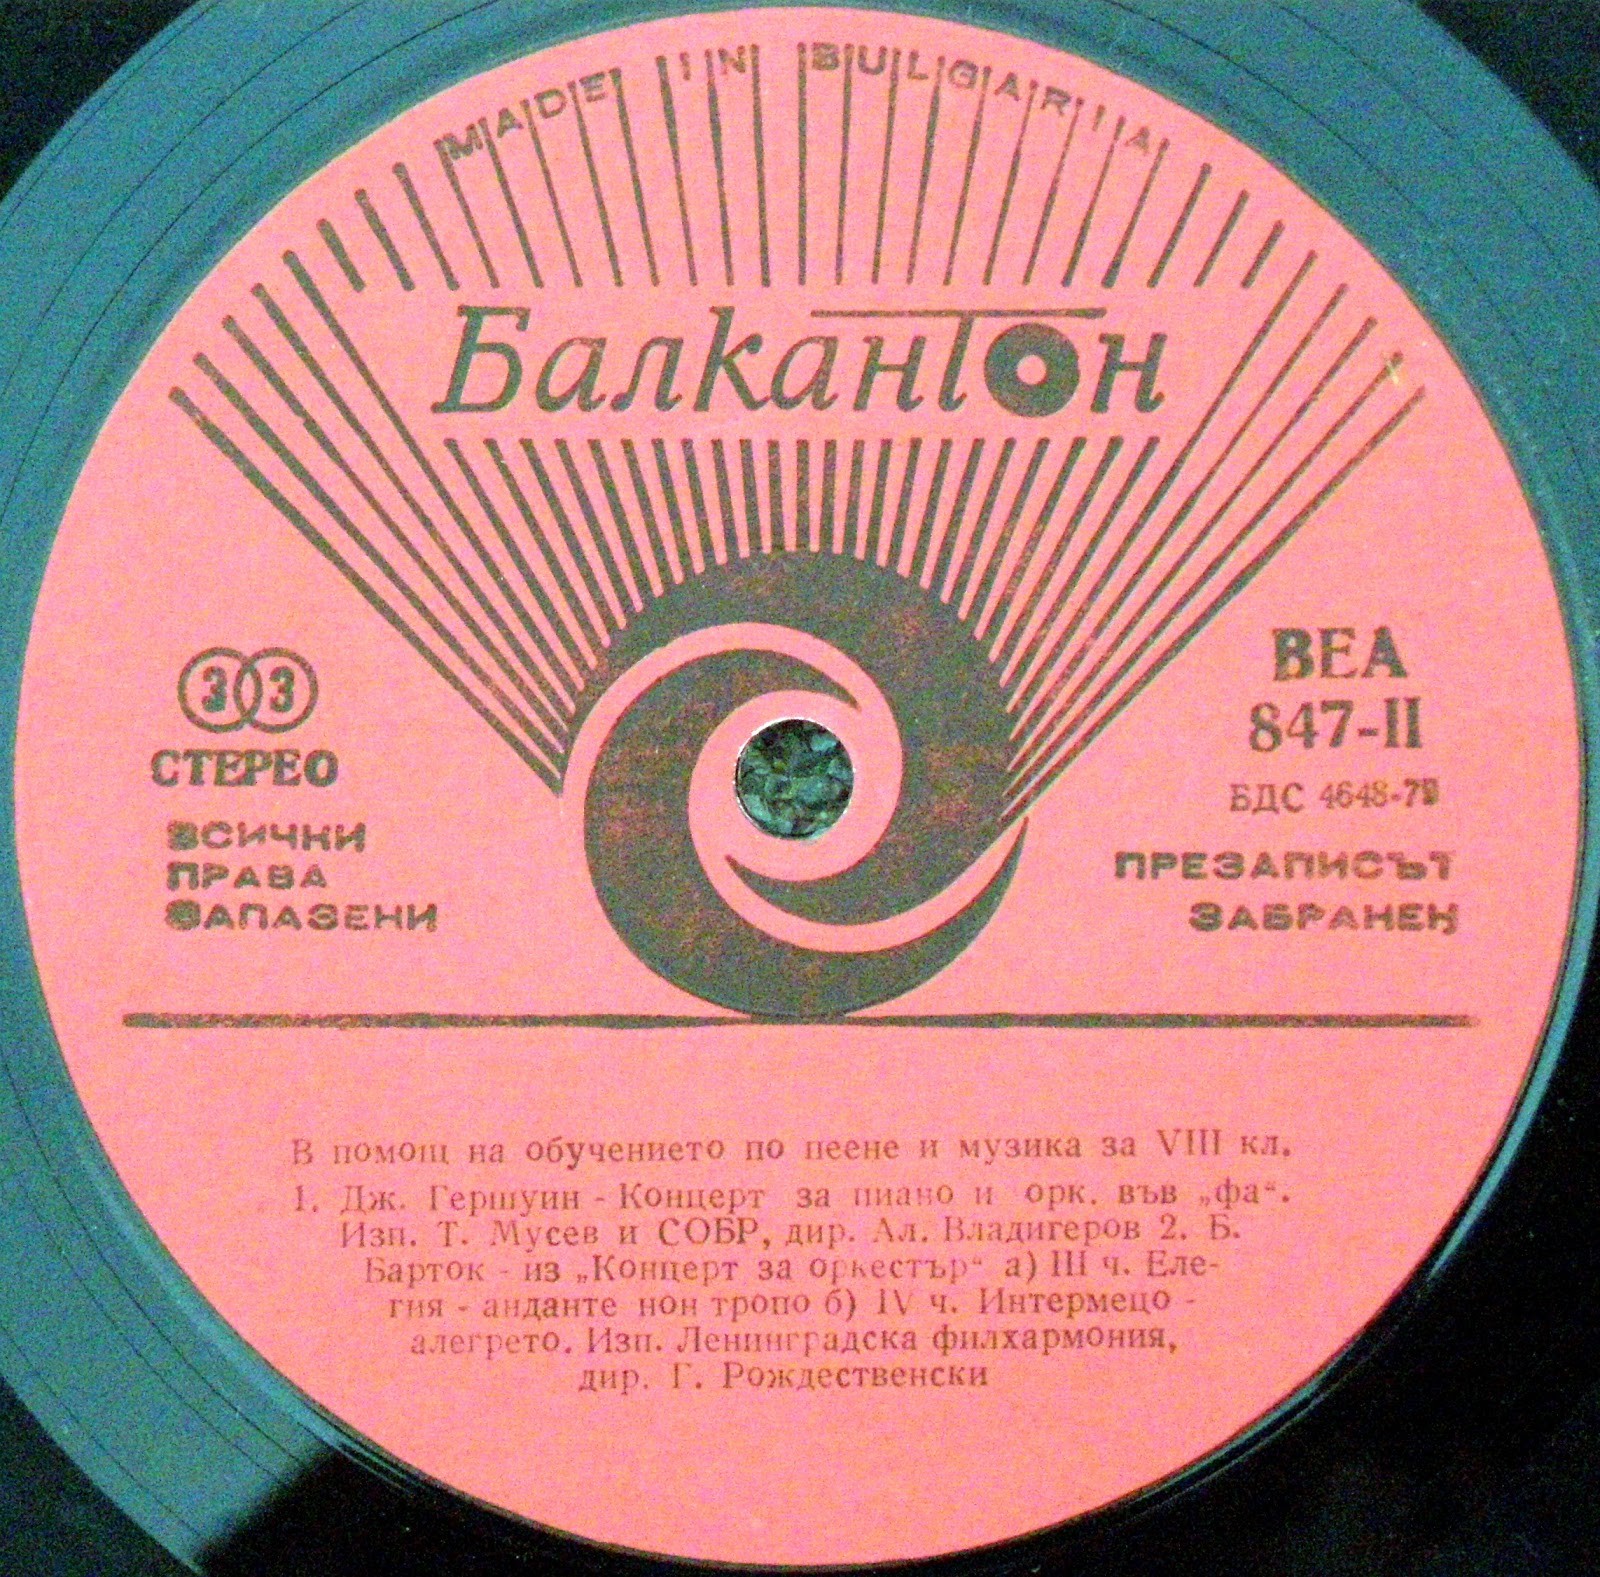 MADE IN BULGARIA
Балкантон
33
СТЕРЕО
ВСИЧКИ
ПРАВА
ЗАПАЗЕНИ
ВЕА
847-II
БДС 4648-7
ПРЕЗАПИСЪТ
ЗАБРАНЕН
В помощ на обучението по пеене и музика за VIII кл.
1. Дж. Гершуин - Концерт за пиано и орк. във „фа“.
Изп. Т. Мусев и СОБР, дир. Ал. Владигеров 2. Б.
Барток - из „Концерт за оркестър“ а) III ч. Еле-
гия - анданте нон тропо б) IV ч. Интермецо -
алегрето. Изп. Ленинградска филхармония,
дир. Г. Рождественски